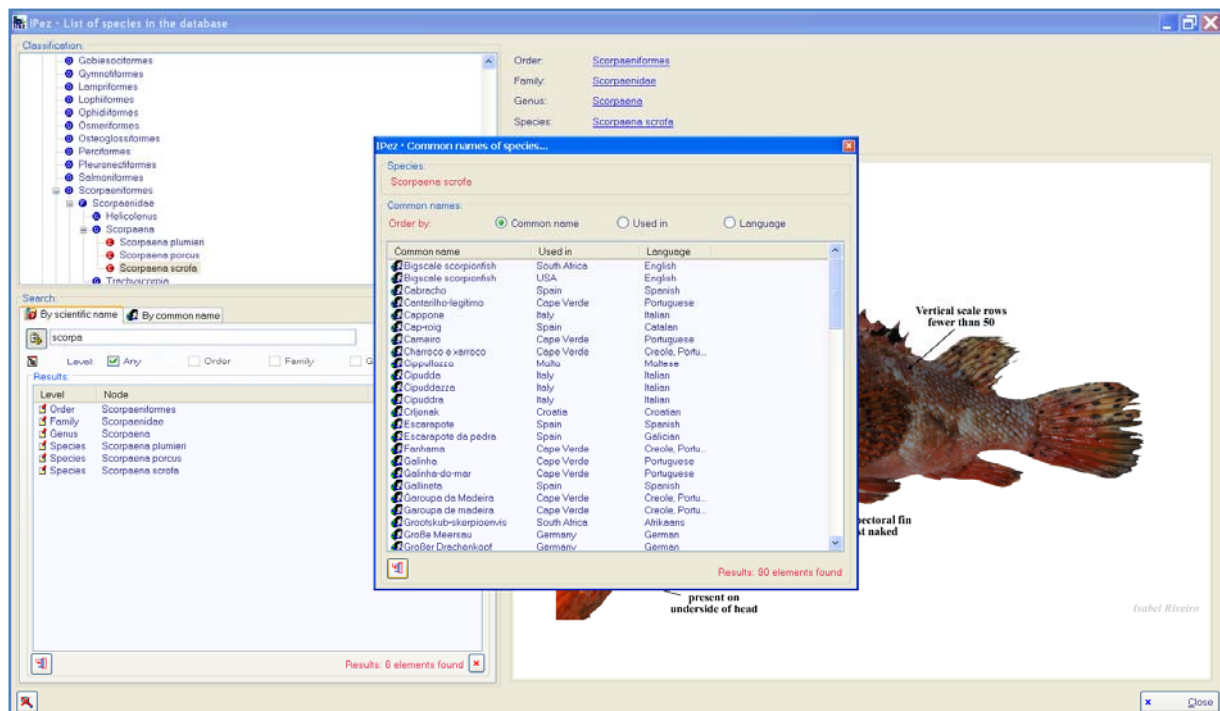 IPez - List of species in the database
Classification:
Gobiesociformes
Gymnotiformes
Lampriformes
Lophiiformes
Ophidiiformes
Osmeriformes
Osteoglossiformes
Perciformes
Pleuronectiformes
Salmoniformes
Scorpaeniformes
Scorpaenidae
Helicolenus
Scorpaena
Scorpaena plumieri
Scorpaena porcus
Scorpaena scrofa
Trachyscorpia
Search:
By scientific name By common name
scorpa
Level: Any Order Family G
Results:
Level Node
Order Scorpaeniformes
Family Scorpaenidae
Genus Scorpaena
Species Scorpaena plumieri
Species Scorpaena porcus
Species Scorpaena scrofa
Results: 6 elements found
Order: Scorpaeniformes
Family: Scorpaenidae
Genus: Scorpaena
Species: Scorpaena scrofa
IPez - Common names of species...
Species:
Scorpaena scrofa
Common names:
Order by: Common name Used in Language
Common name Used in Language
Bigscale scorpionfish South Africa English
Bigscale scorpionfish USA English
Cabracho Spain Spanish
Cantarilho-legítimo Cape Verde Portuguese
Cappone Italy Italian
Cap-roig Spain Catalan
Carneiro Cape Verde Portuguese
Charroco e xarroco Cape Verde Creole, Portu...
Cippullazza Malta Maltese
Cipudda Italy Italian
Cipuddazza Italy Italian
Cipuddra Italy Italian
Crljenak Croatia Croatian
Escarapote Spain Spanish
Escarapote da pedra Spain Galician
Fanhama Cape Verde Creole, Portu...
Galinha Cape Verde Portuguese
Galinha-do-mar Cape Verde Portuguese
Gallineta Spain Spanish
Garoupa da Madeira Cape Verde Creole, Portu...
Garoupa de madeira Cape Verde Creole, Portu...
Grootskub-skerpioenvis South Africa Afrikaans
Große Meersau Germany German
Großer Drachenkopf Germany German
Results: 90 elements found
Vertical scale rows
fewer than 50
ectoral fin
st naked
present on
underside of head
Isabel Riveiro
Close